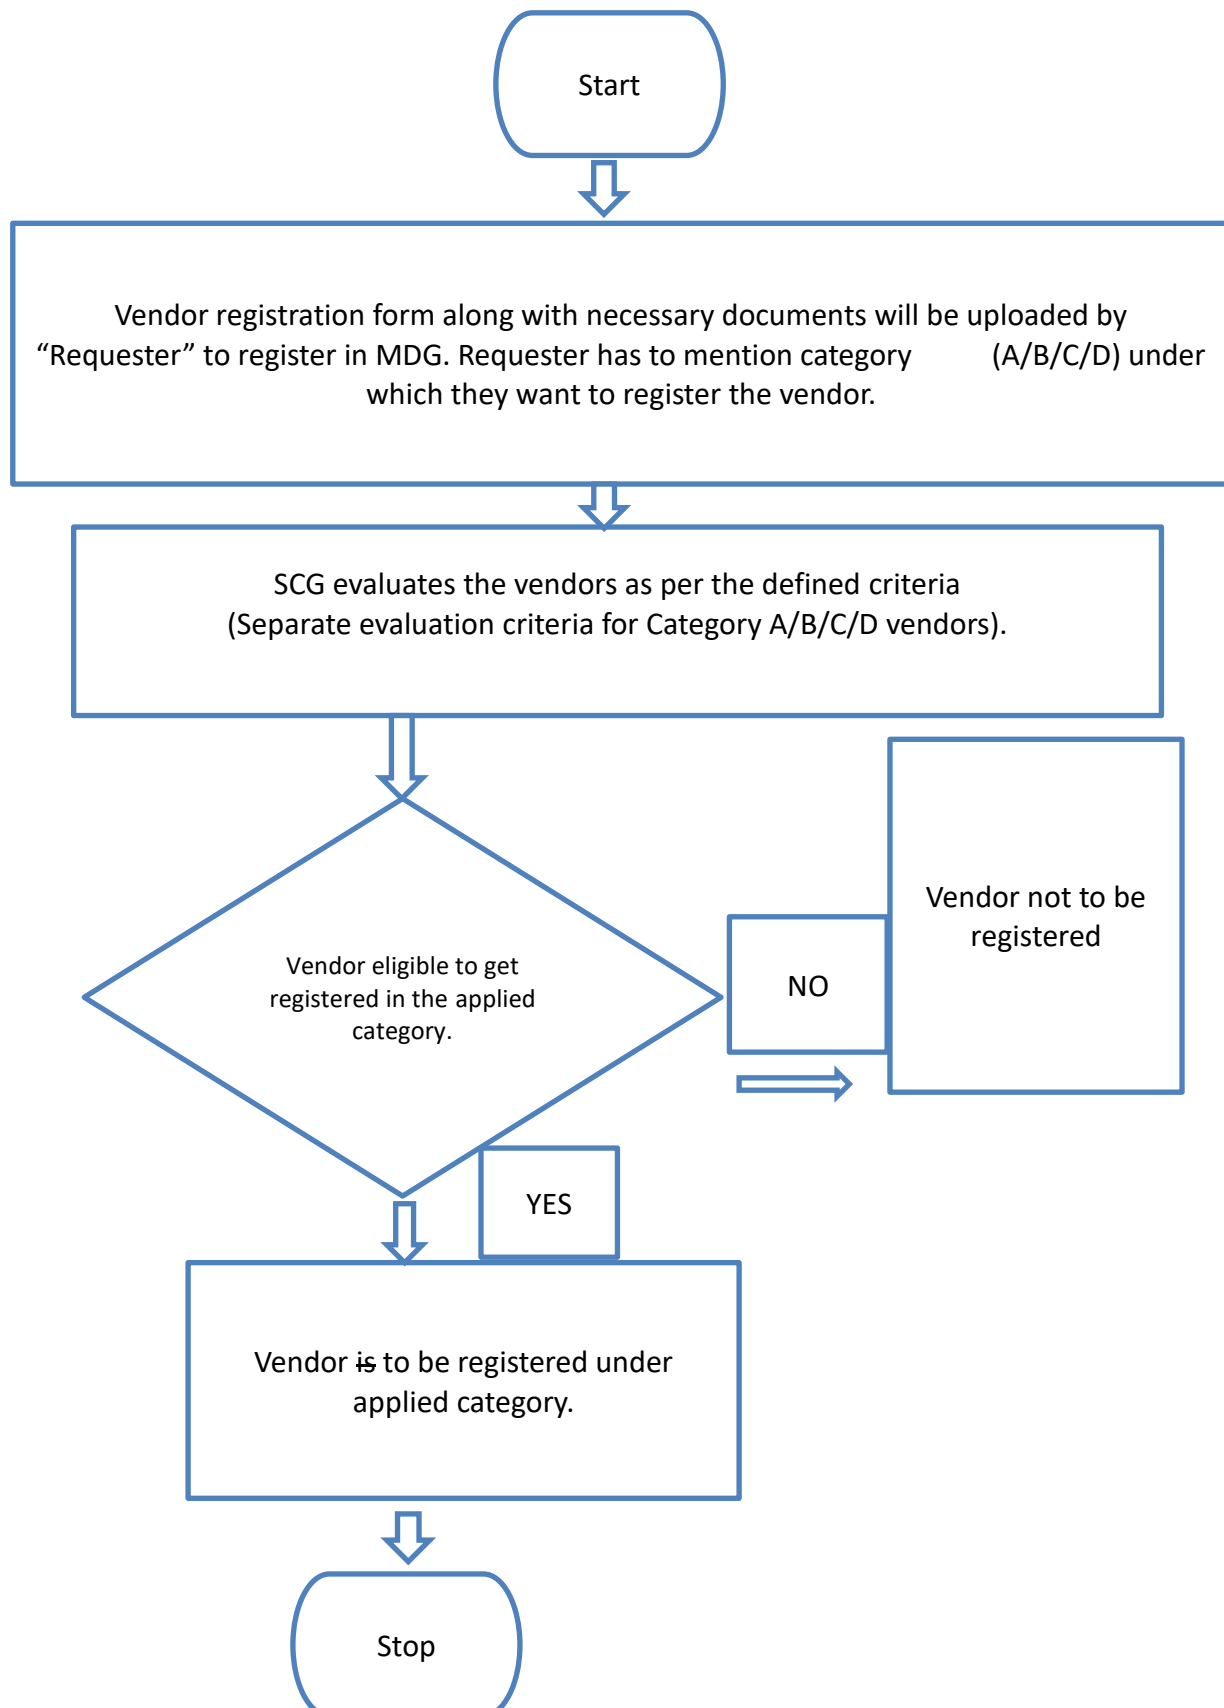 Start
Vendor registration form along with necessary documents will be uploaded by
“Requester” to register in MDG. Requester has to mention category (A/B/C/D) under
which they want to register the vendor.
SCG evaluates the vendors as per the defined criteria
(Separate evaluation criteria for Category A/B/C/D vendors).
Vendor eligible to get
registered in the applied
category.
NO
Vendor not to be
registered
YES
Vendor is to be registered under
applied category.
Stop